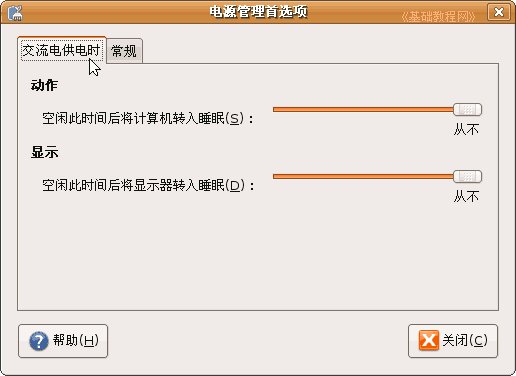 电源管理首选项
《基础教程网》
交流电供电时 常规
动作
空闲此时间后将计算机转入睡眠(S)：
从不
显示
空闲此时间后将显示器转入睡眠(D)：
从不
帮助(H) 关闭(C)